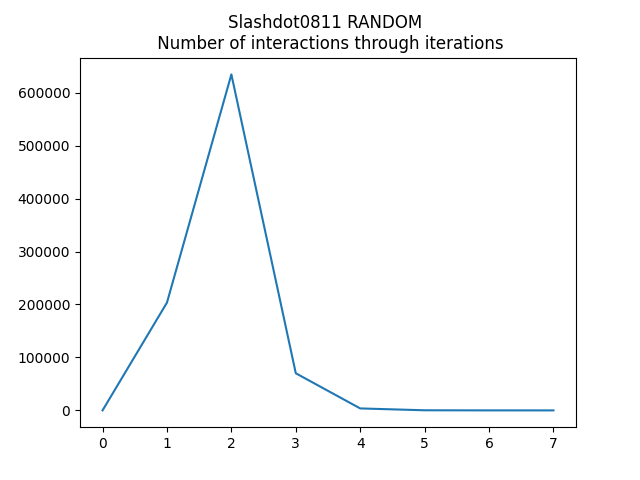 Slashdot0811 RANDOM
Number of interactions through iterations
600000
500000
400000
300000
200000
100000
0
0 1 2 3 4 5 6 7